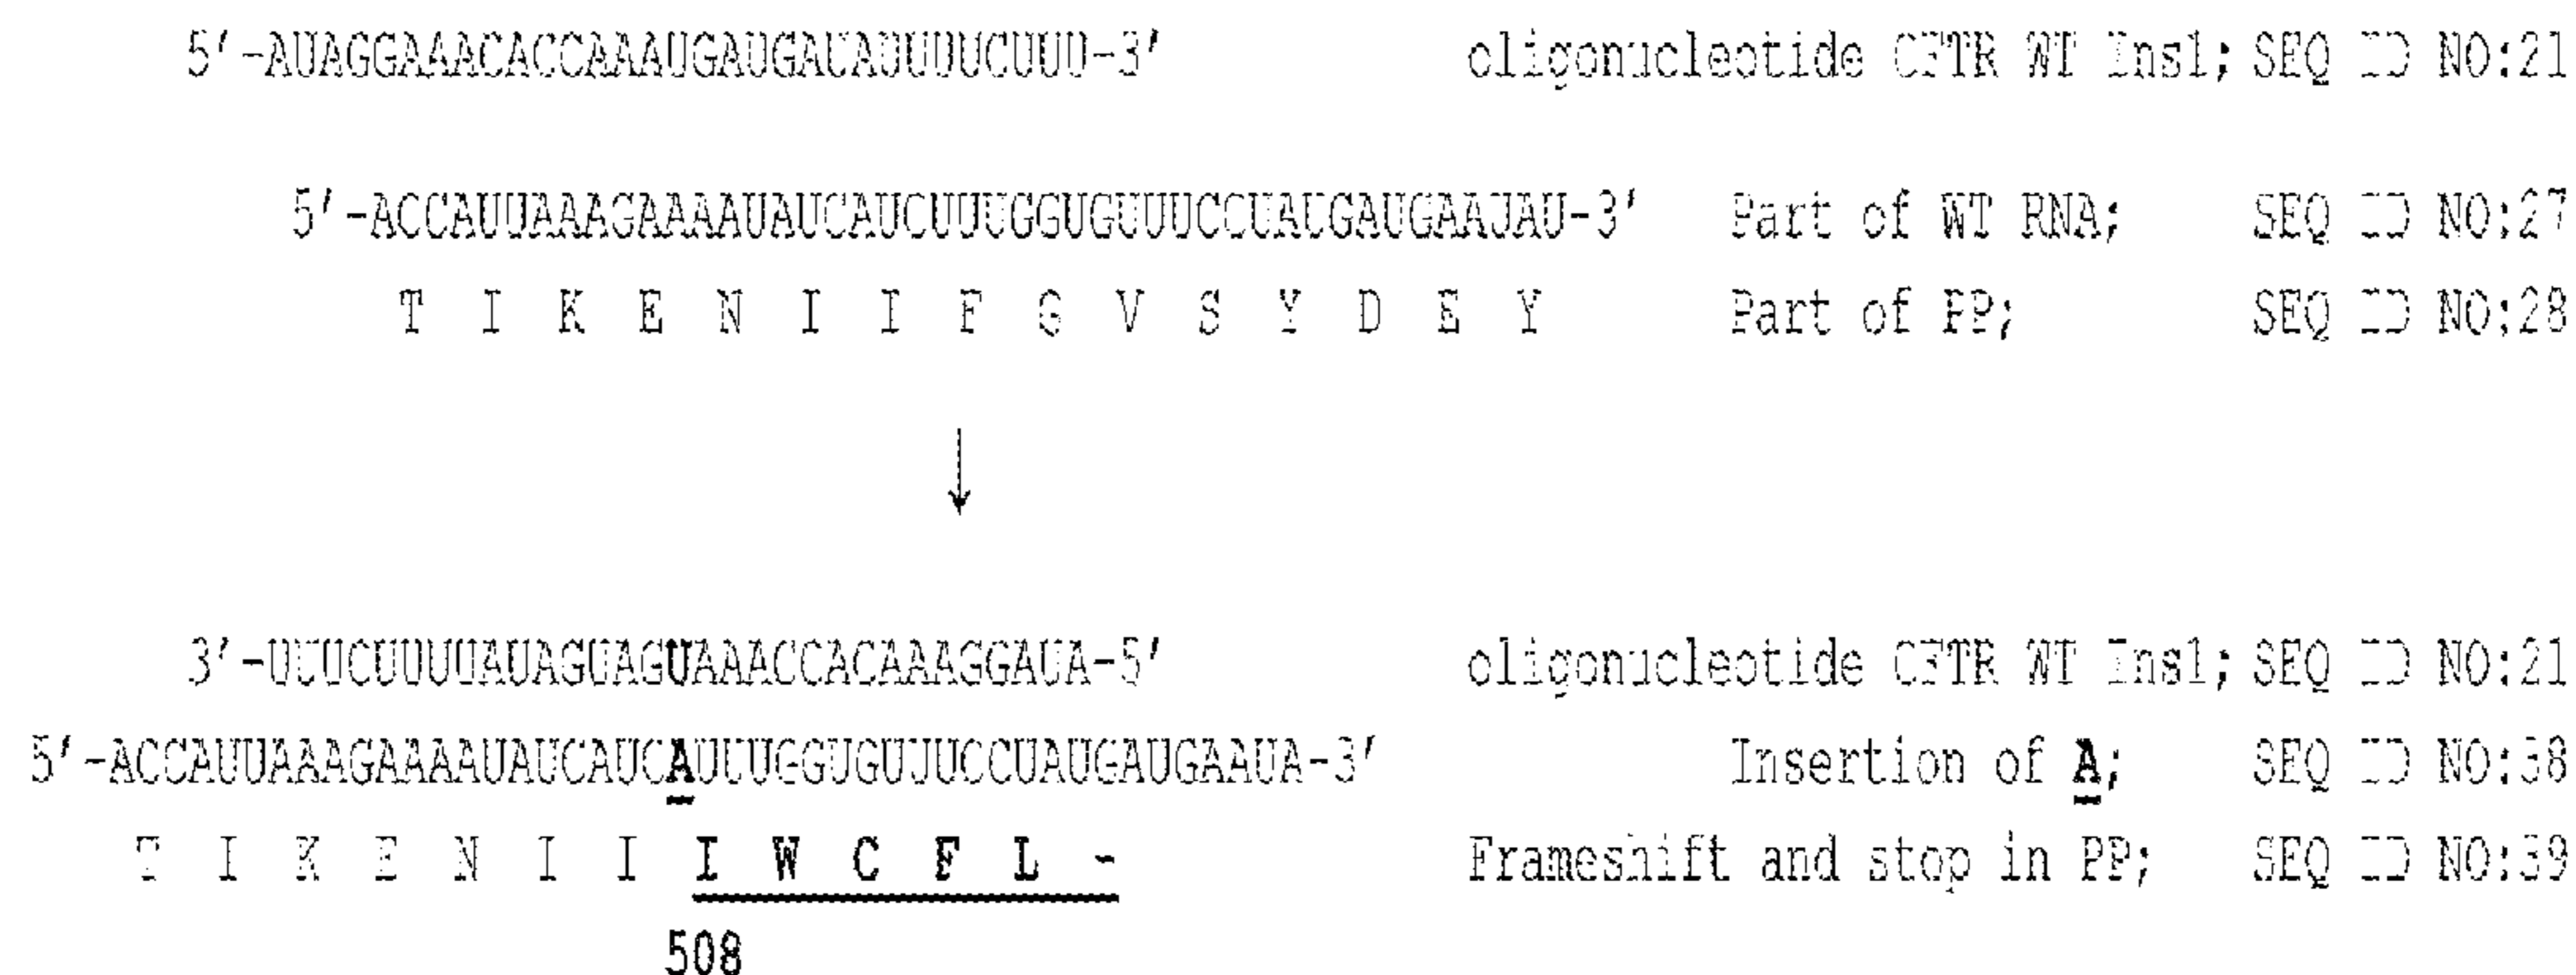 5'-AUAGGAAACACCAAAUGAUGAUAUUUUCUUU-3' oligonucleotide CFTR WT Ins1; SEQ ID NO:21
5'-ACCAUUAAAGAAAAUAUCAUCUUUGGUGUUUCCUAUGAUGAAUAU-3' Part of WT RNA; SEQ ID NO:27
T I K E N I I F G V S Y D E Y Part of PP; SEQ ID NO:28
↓
3'-UUUCUUUUAUAGUAGUAAACCACAAAGGAUA-5' oligonucleotide CFTR WT Ins1; SEQ ID NO:21
5'-ACCAUUAAAGAAAAUAUCAUCAUUUGGUGUUUCCUAUGAUGAAUA-3' Insertion of A; SEQ ID NO:38
T I K E N I I I W C F L - Frameshift and stop in PP; SEQ ID NO:39
508